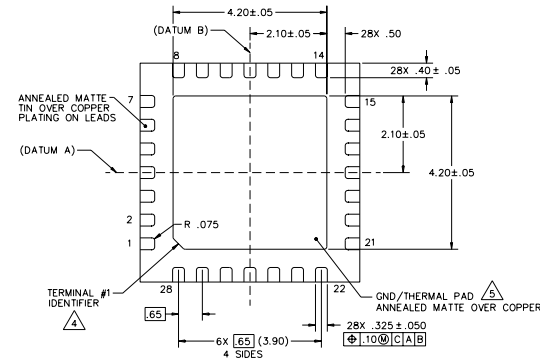 4.20±.05
(DATUM B)
2.10±.05
28X .50
8
14
28X .40± .05
ANNEALED MATTE
TIN OVER COPPER
PLATING ON LEADS
7
15
2.10±.05
(DATUM A)
4.20±.05
2
R .075
1
21
TERMINAL #1
IDENTIFIER
4
28
22
GND/THERMAL PAD 5
ANNEALED MATTE OVER COPPER
.65
28X .325±.050
6X .65 (3.90)
4 SIDES
⌖ .10Ⓜ C A B